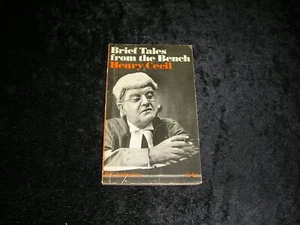 Brief Tales
from the Bench
Henry Cecil